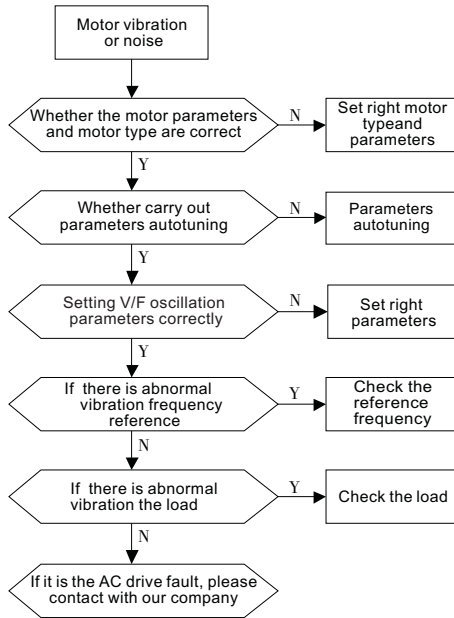 Motor vibration
or noise
Whether the motor parameters
and motor type are correct
N
Set right motor
typeand
parameters
Y
Whether carry out
parameters autotuning
N
Parameters
autotuning
Y
Setting V/F oscillation
parameters correctly
N
Set right
parameters
Y
If there is abnormal
vibration frequency
reference
Y
Check the
reference
frequency
N
If there is abnormal
vibration the load
Y
Check the load
N
If it is the AC drive fault, please
contact with our company